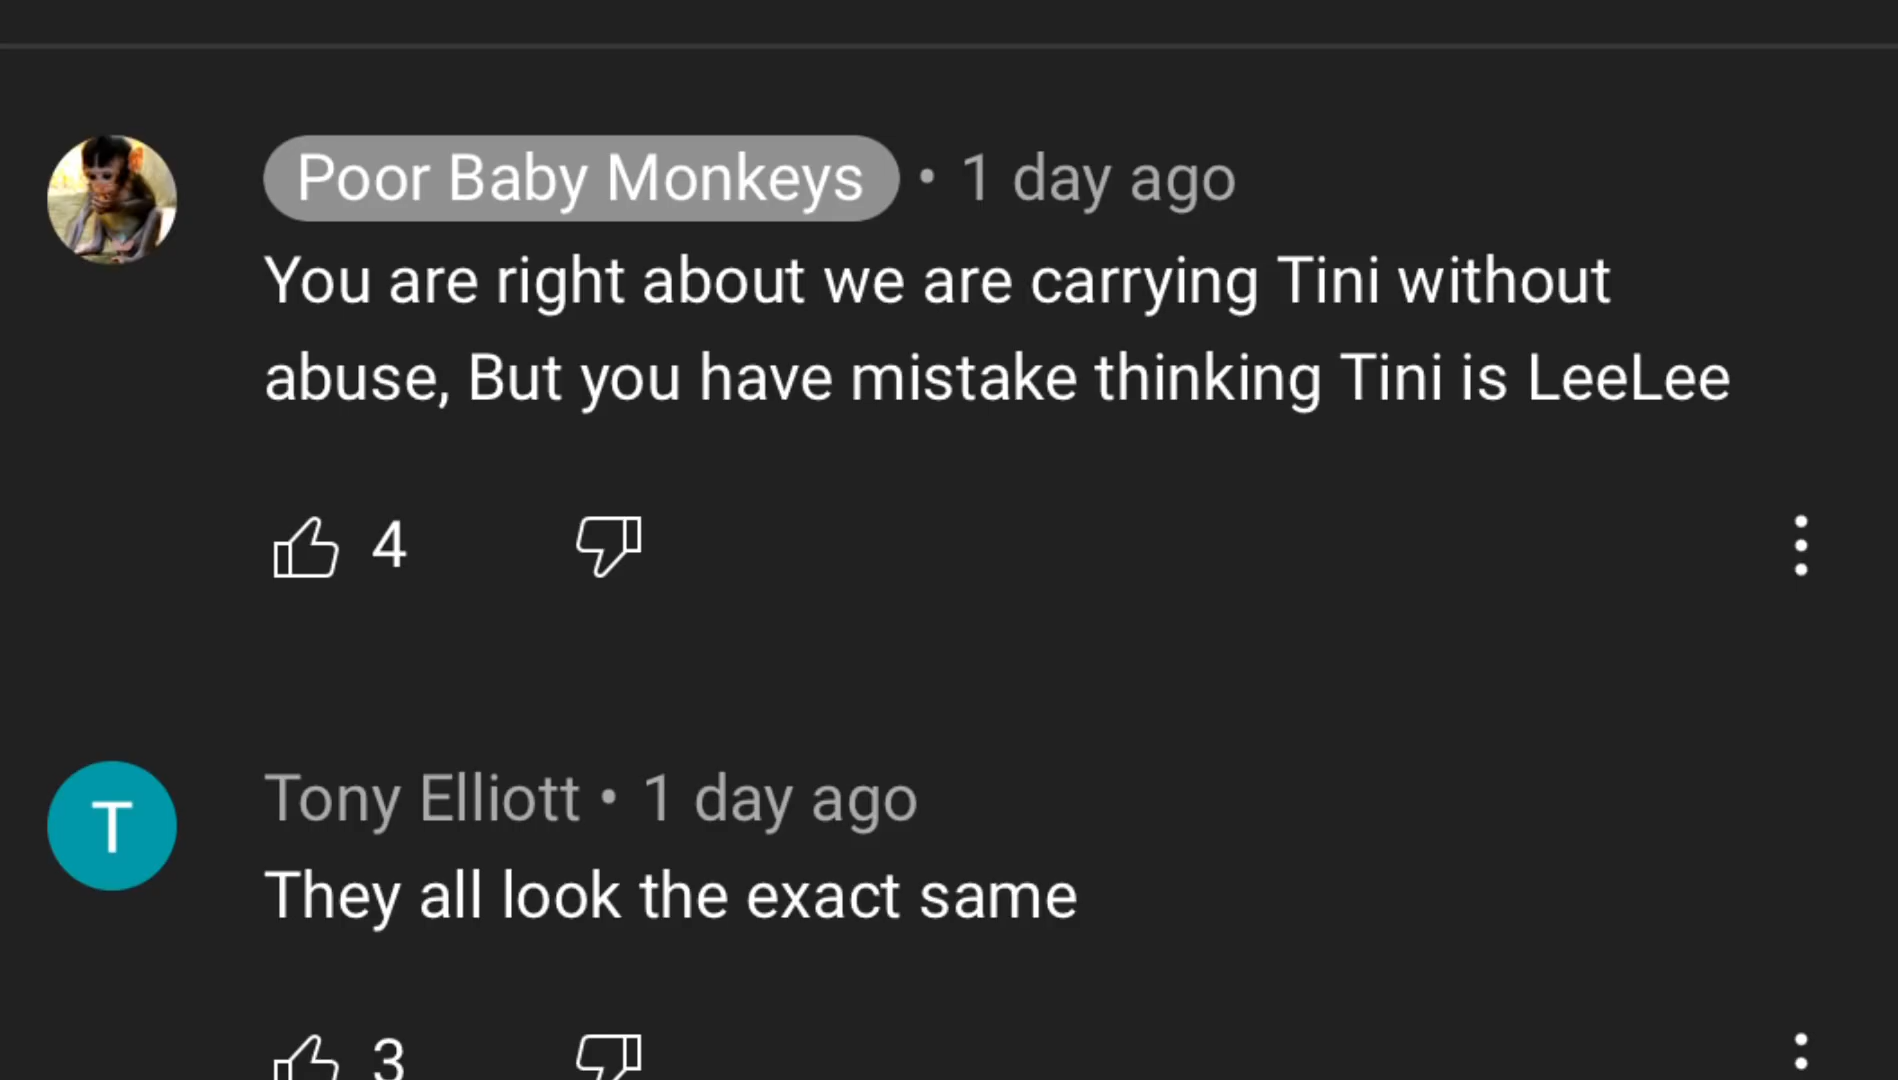 Poor Baby Monkeys • 1 day ago
You are right about we are carrying Tini without
abuse, But you have mistake thinking Tini is LeeLee
4
T
Tony Elliott • 1 day ago
They all look the exact same
3